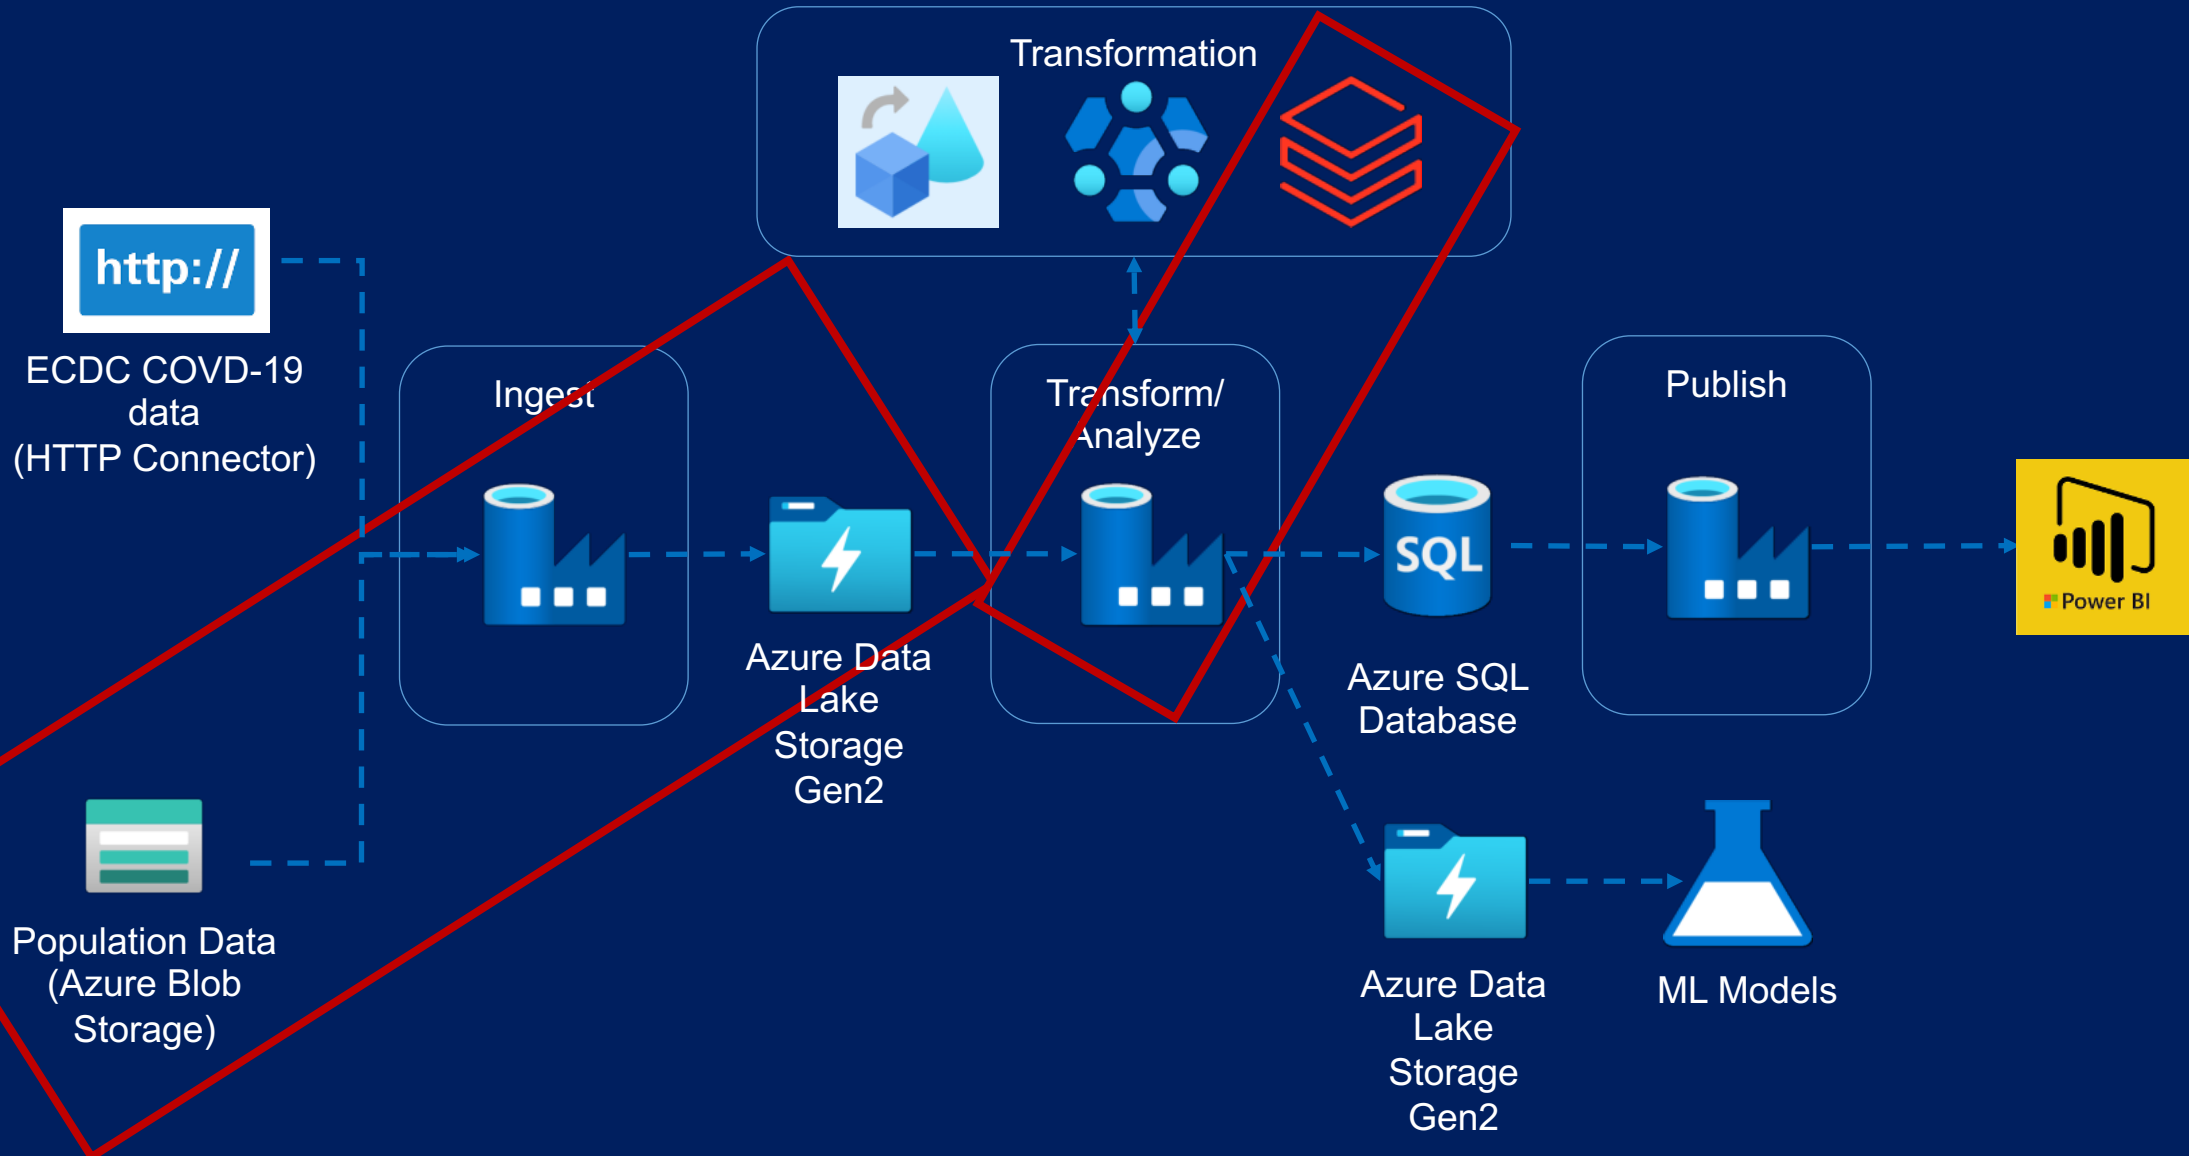 Transformation
http://
ECDC COVD-19
data
(HTTP Connector)
Ingest
Transform/
Analyze
Publish
SQL
Power BI
Azure Data
Lake
Storage
Gen2
Azure SQL
Database
Population Data
(Azure Blob
Storage)
Azure Data
Lake
Storage
Gen2
ML Models